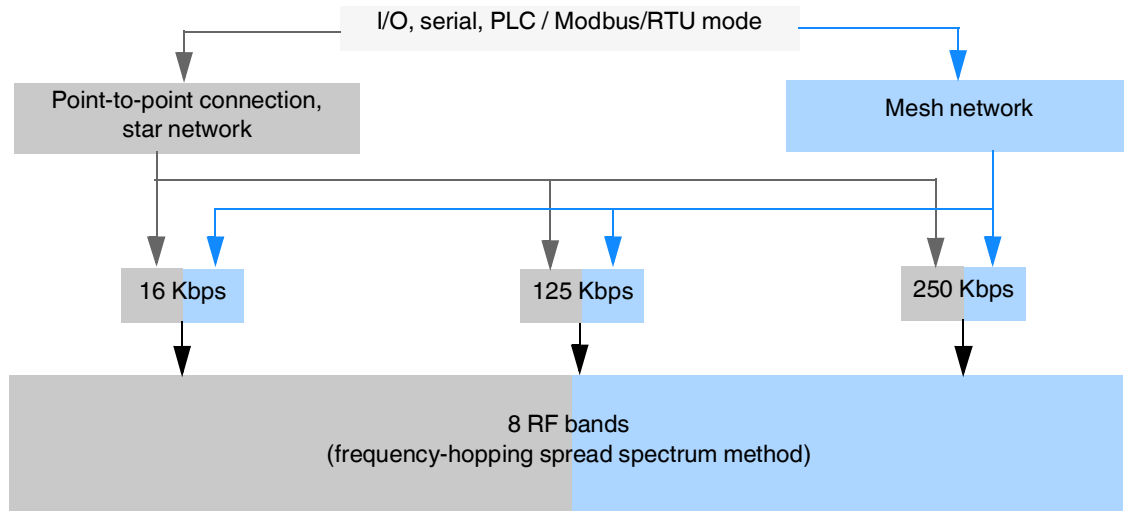 I/O, serial, PLC / Modbus/RTU mode
Point-to-point connection,
star network
Mesh network
16 Kbps
125 Kbps
250 Kbps
8 RF bands
(frequency-hopping spread spectrum method)